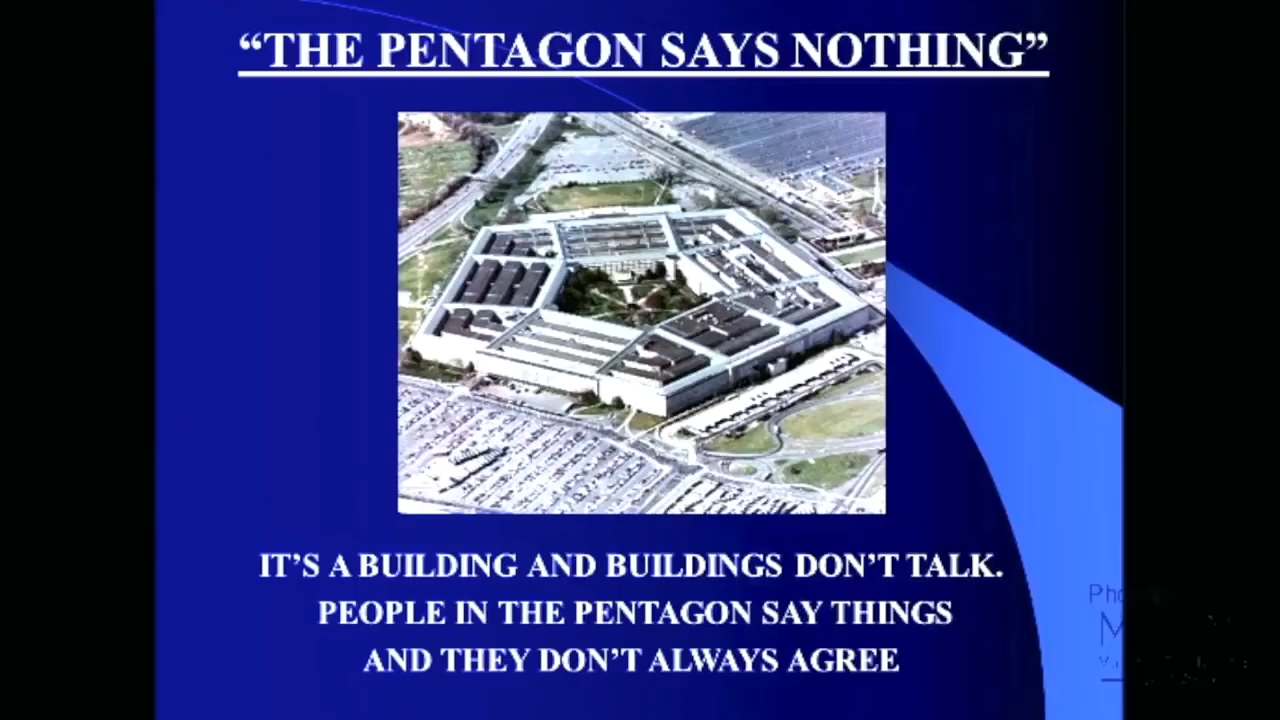 “THE PENTAGON SAYS NOTHING”
IT’S A BUILDING AND BUILDINGS DON’T TALK.
PEOPLE IN THE PENTAGON SAY THINGS
AND THEY DON’T ALWAYS AGREE